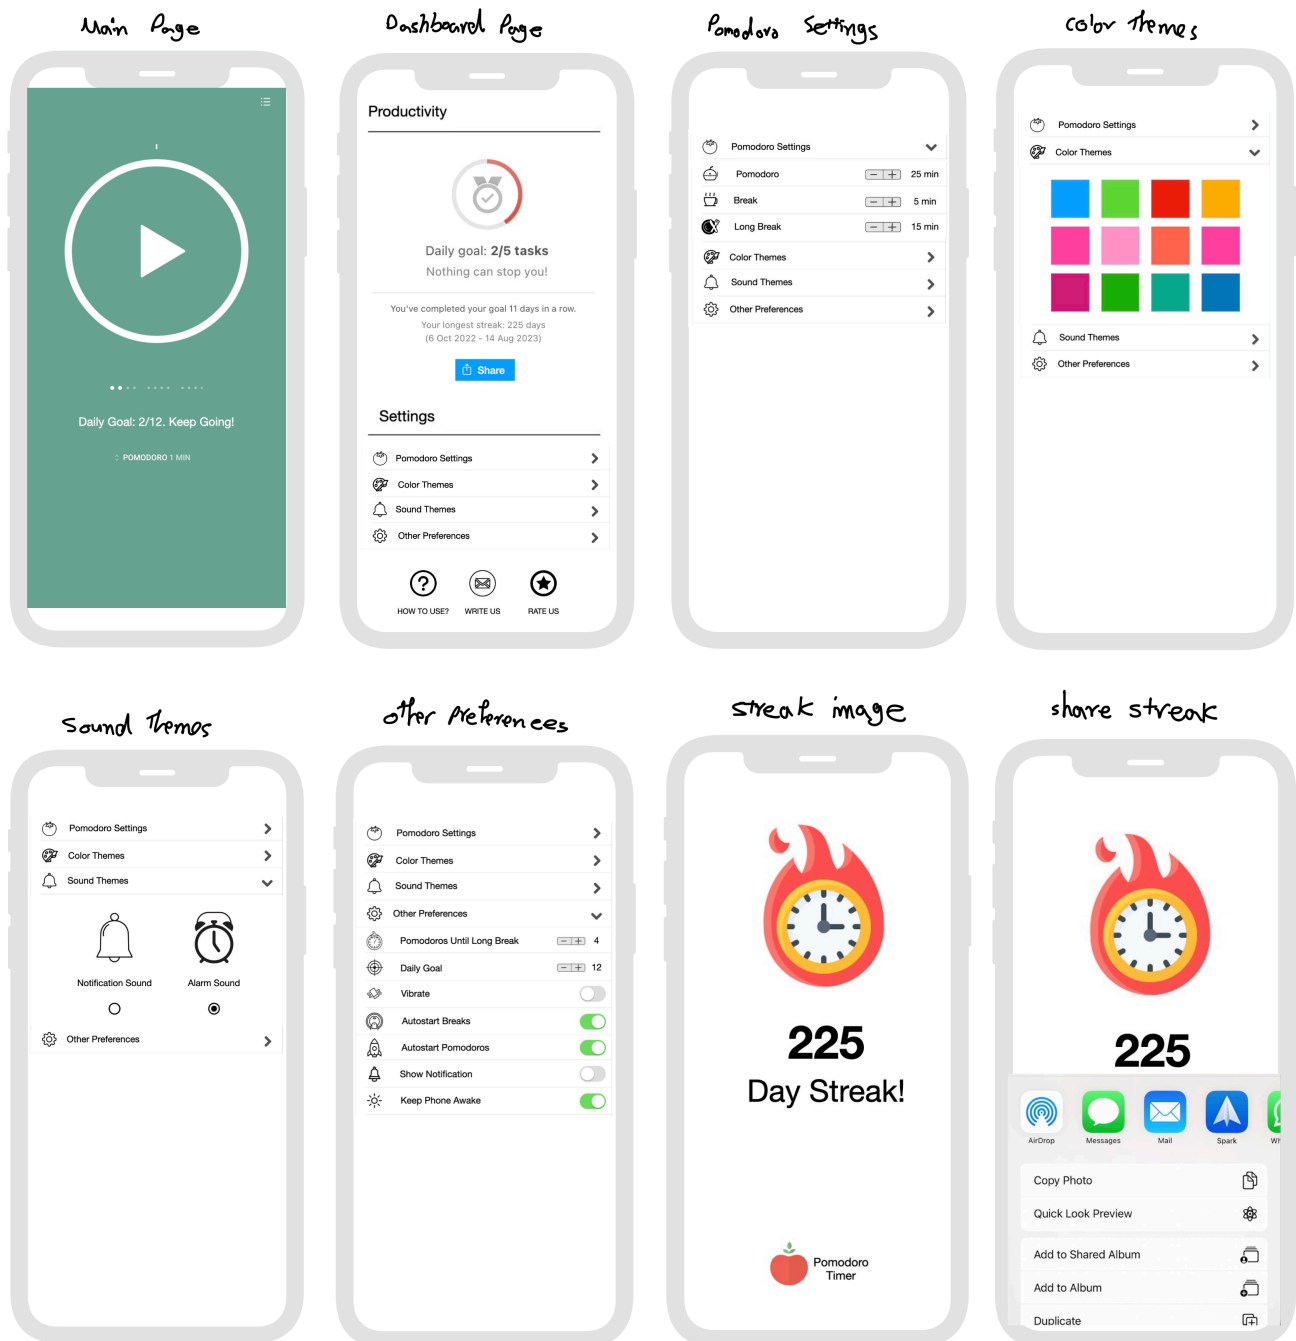 Main Page
Productivity
Daily Goal: 2/12. Keep Going!
POMODORO 1 MIN
Dashboard Page
Daily goal: 2/5 tasks
Nothing can stop you!
You've completed your goal 11 days in a row.
Your longest streak: 225 days
(6 Oct 2022 - 14 Aug 2023)
Share
Settings
Pomodoro Settings
Color Themes
Sound Themes
Other Preferences
HOW TO USE? WRITE US RATE US
Pomodoro Settings
Pomodoro Settings
Pomodoro 25 min
Break 5 min
Long Break 15 min
Color Themes
Sound Themes
Other Preferences
Color Themes
Pomodoro Settings
Color Themes
Sound Themes
Other Preferences
Sound Themes
Pomodoro Settings
Color Themes
Sound Themes
Notification Sound Alarm Sound
Other Preferences
other Preferences
Pomodoro Settings
Color Themes
Sound Themes
Other Preferences
Pomodoros Until Long Break - + 4
Daily Goal - + 12
Vibrate
Autostart Breaks
Autostart Pomodoros
Show Notification
Keep Phone Awake
streak image
225
Day Streak!
Pomodoro
Timer
share streak
225
AirDrop Messages Mail Spark Wh
Copy Photo
Quick Look Preview
Add to Shared Album
Add to Album
Duplicate